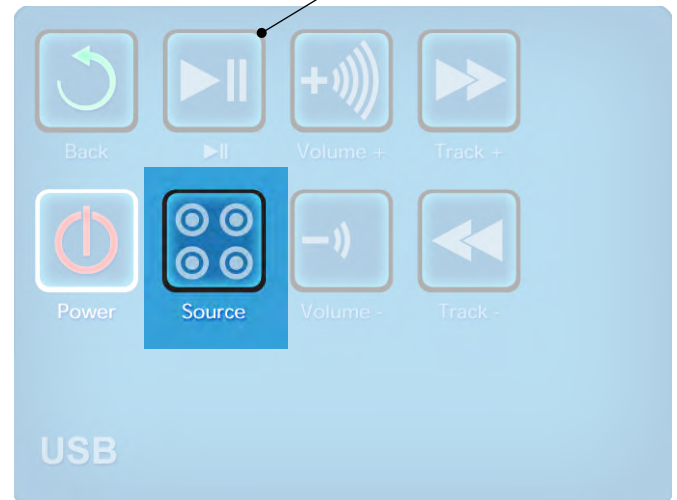 Back ▶II Volume + Track +
Power Source Volume - Track -
USB